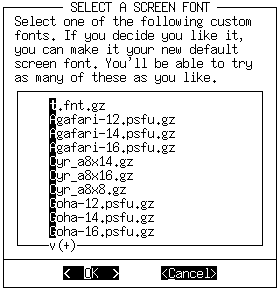 SELECT A SCREEN FONT
Select one of the following custom
fonts. If you decide you like it,
you can make it your new default
screen font. You'll be able to try
as many of these as you like.
t.fnt.gz
Agafari-12.psfu.gz
Agafari-14.psfu.gz
Agafari-16.psfu.gz
Cyr_a8x14.gz
Cyr_a8x16.gz
Cyr_a8x8.gz
Goha-12.psfu.gz
Goha-14.psfu.gz
Goha-16.psfu.gz
v(+)
< OK > <Cancel>